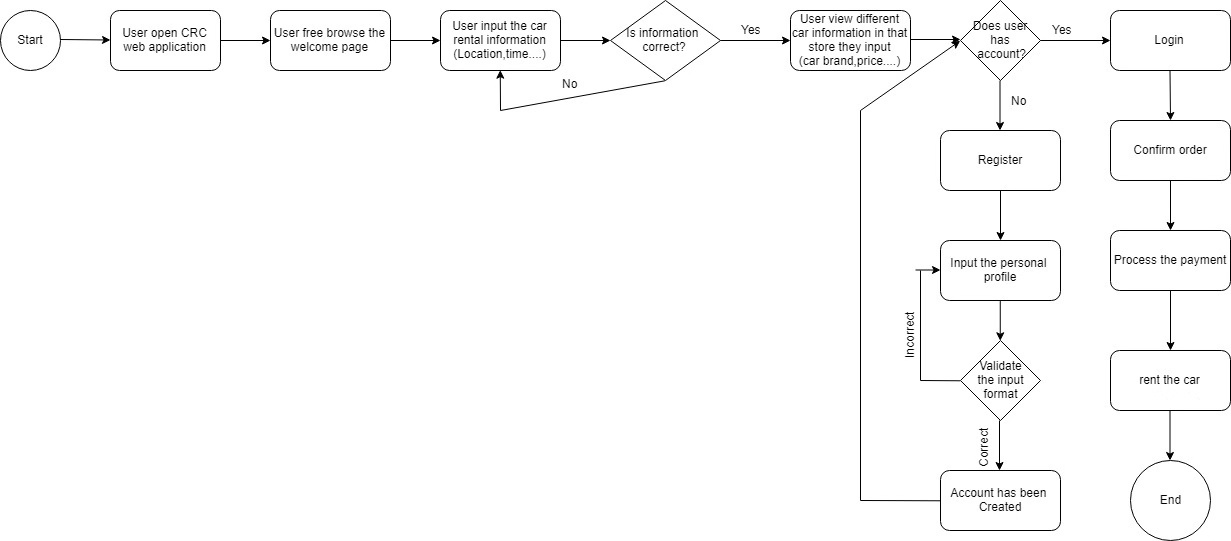 Start
User open CRC
web application
User free browse the
welcome page
User input the car
rental information
(Location,time....)
Is information
correct?
No
Yes
User view different
car information in that
store they input
(car brand,price....)
Does user
has
account?
Yes
No
Login
Confirm order
Process the payment
rent the car
End
Register
Input the personal
profile
Incorrect
Validate
the input
format
Correct
Account has been
Created